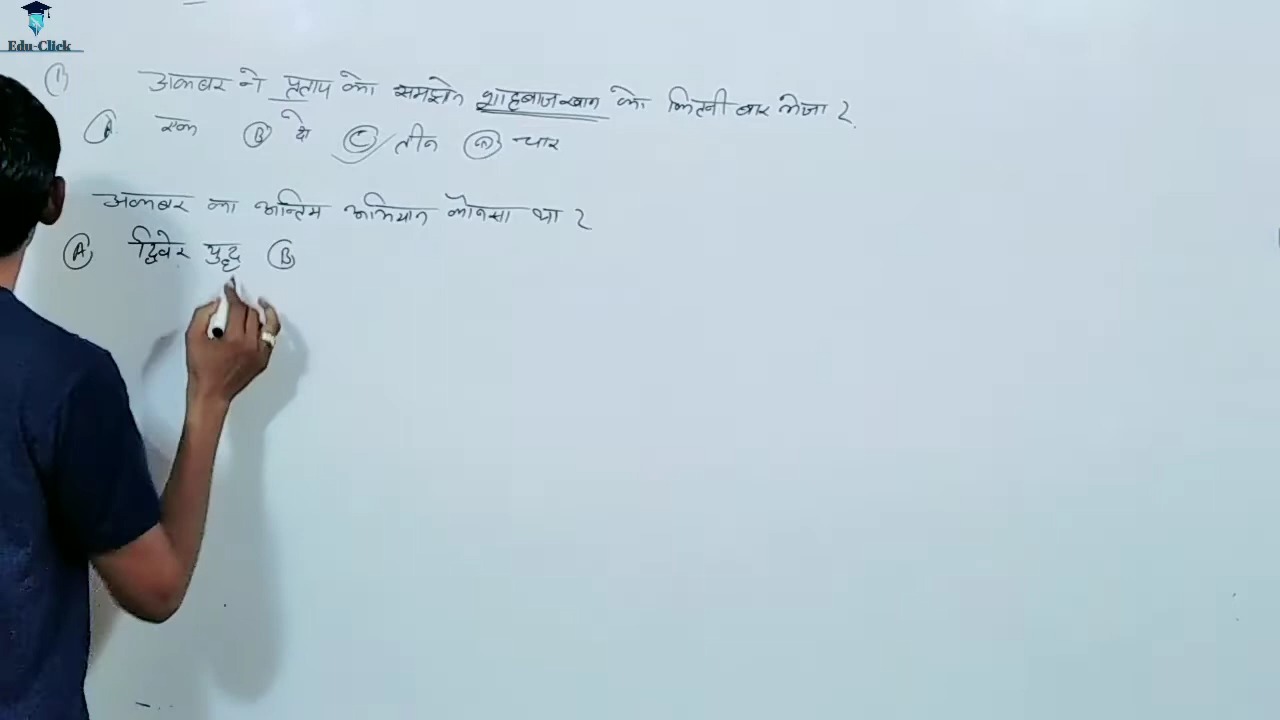 Edu-Click
① अकबर ने प्रताप को समझाने शाहबाजखान को कितनी बार भेजा ?
Ⓐ एक Ⓑ दो Ⓒ तीन Ⓓ चार
अकबर का अन्तिम अभियान कौनसा था ?
Ⓐ दिवेर युद्ध Ⓑ